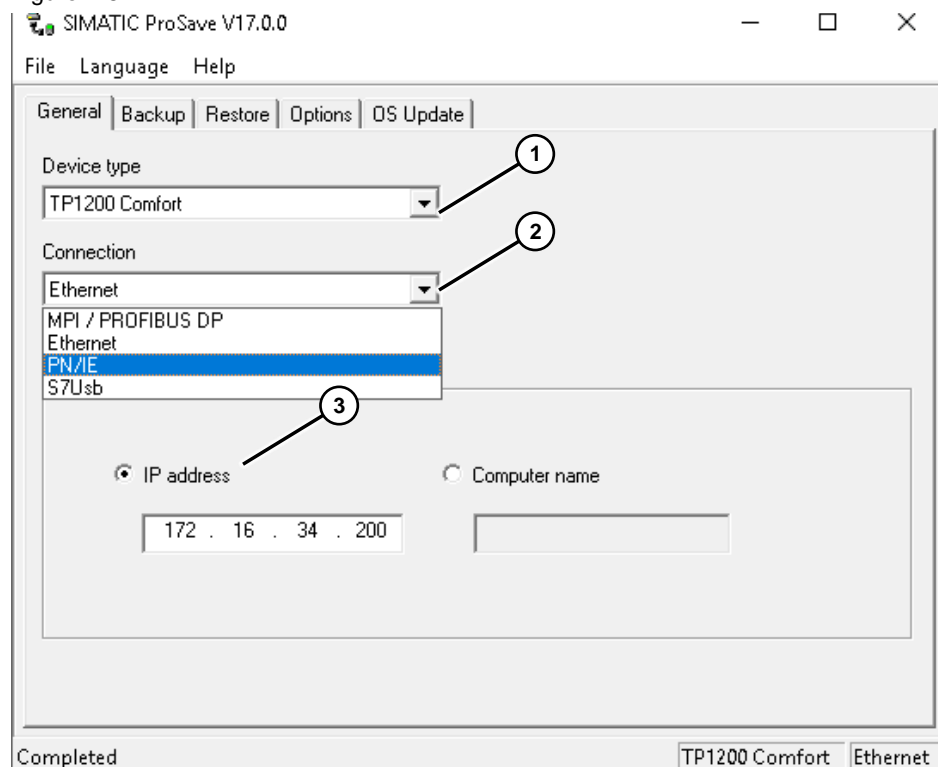 SIMATIC ProSave V17.0.0
File Language Help
General Backup Restore Options OS Update
1
Device type
TP1200 Comfort
2
Connection
Ethernet
MPI / PROFIBUS DP
Ethernet
PN/IE
S7Usb
3
IP address Computer name
172 . 16 . 34 . 200
Completed TP1200 Comfort Ethernet